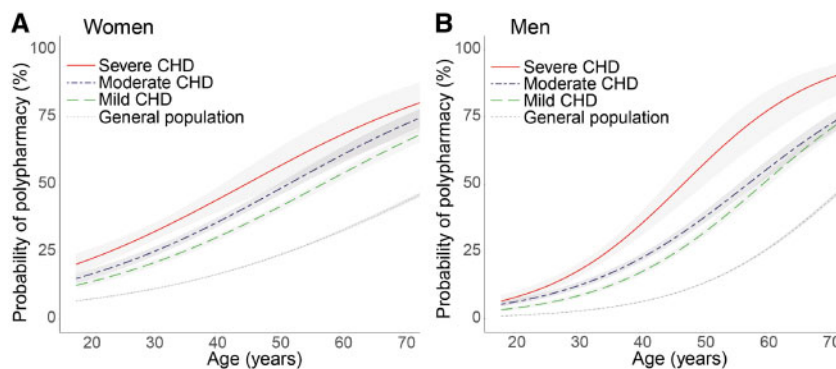 A
Women
Probability of polypharmacy (%)
100
75
50
25
0
Severe CHD
Moderate CHD
Mild CHD
General population
20 30 40 50 60 70
Age (years)
B
Men
Probability of polypharmacy (%)
100
75
50
25
0
Severe CHD
Moderate CHD
Mild CHD
General population
20 30 40 50 60 70
Age (years)